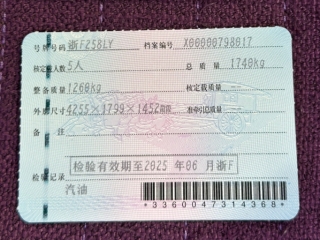 号牌号码 浙FZ58LY 档案编号 X00000798017
核定载人数 5人 总质量 1740kg
整备质量 1260kg 核定载质量
外廓尺寸 4255×1799×1452mm 准牵引总质量
备注
检验有效期至2025年06月浙F
检验记录
汽油
*3360047314368*